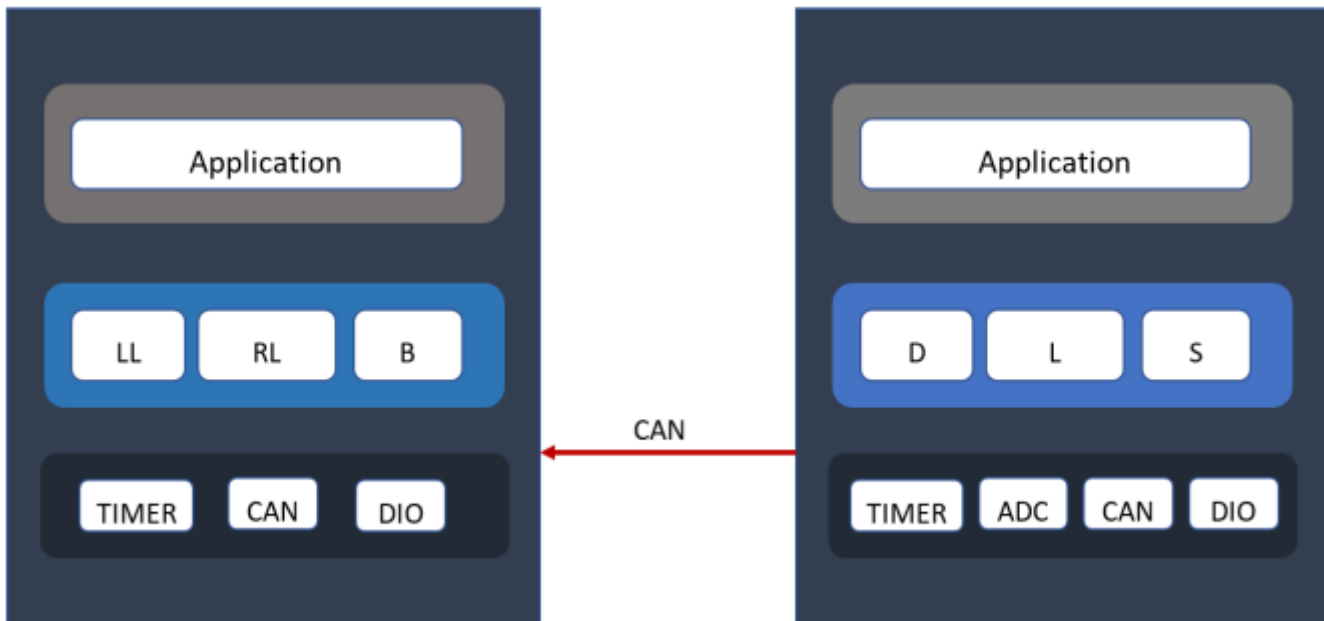 Application
LL RL B
TIMER CAN DIO
CAN
Application
D L S
TIMER ADC CAN DIO